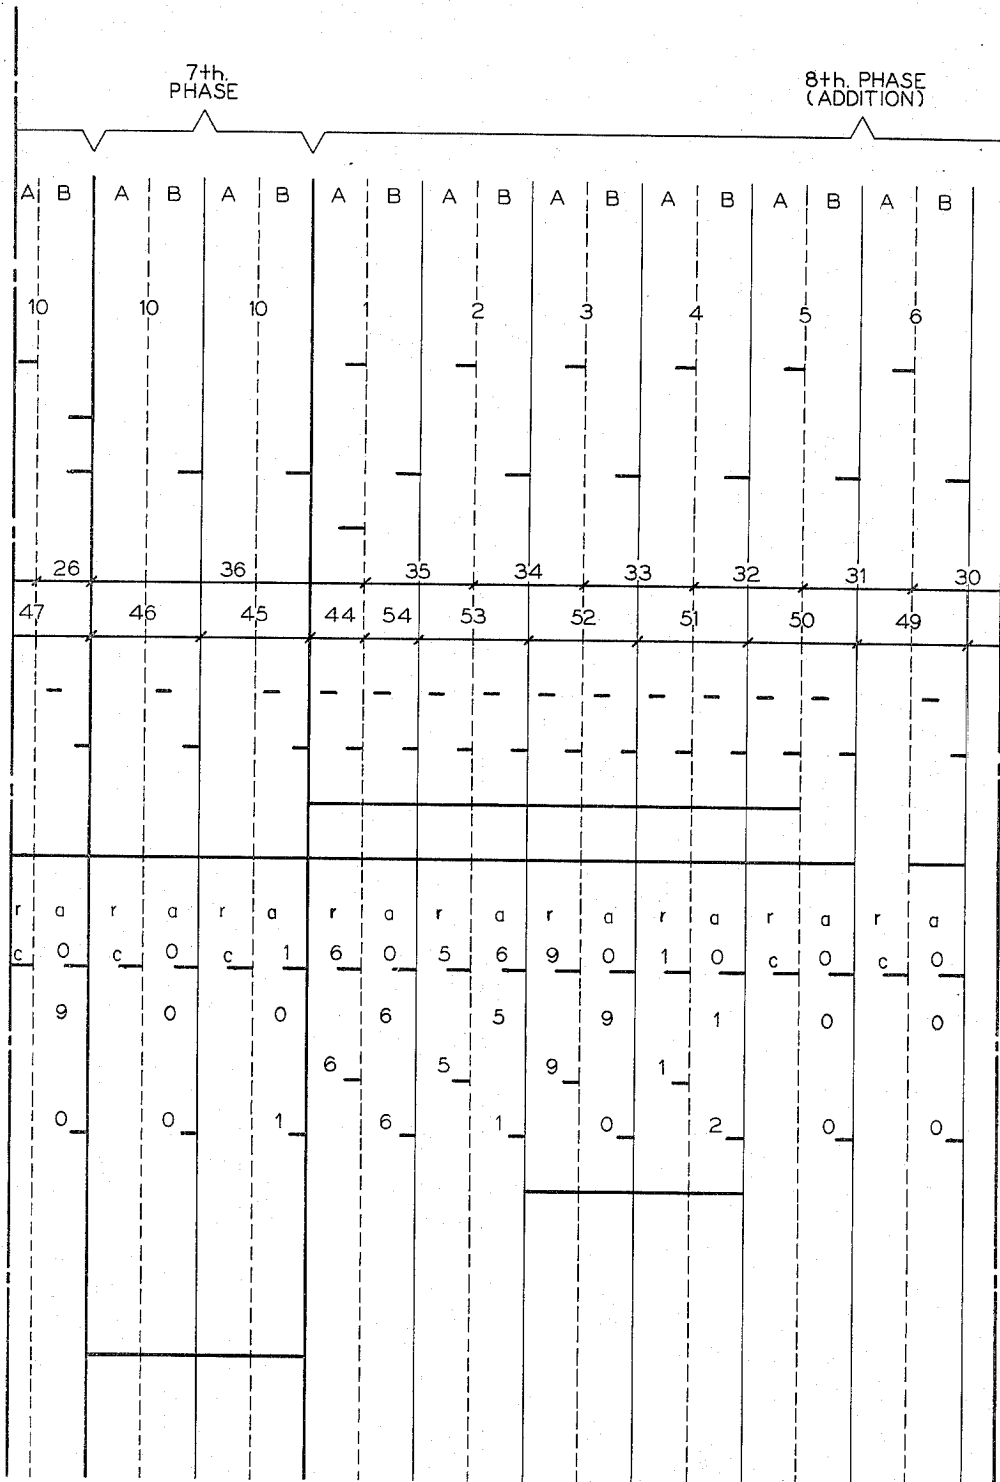 7th.
PHASE
8th. PHASE
(ADDITION)
A B A B A B A B A B A B A B A B A B
10 10 10 1 2 3 4 5 6
26 36 35 34 33 32 31 30
47 46 45 44 54 53 52 51 50 49
r a r a r a r a r a r a r a r a r a
c 0 c 0 c 1 6 0 5 6 9 0 1 0 c 0 c 0
9 0 0 6 5 9 1 0 0
6 5 9 1
0 0 1 6 1 0 2 0 0